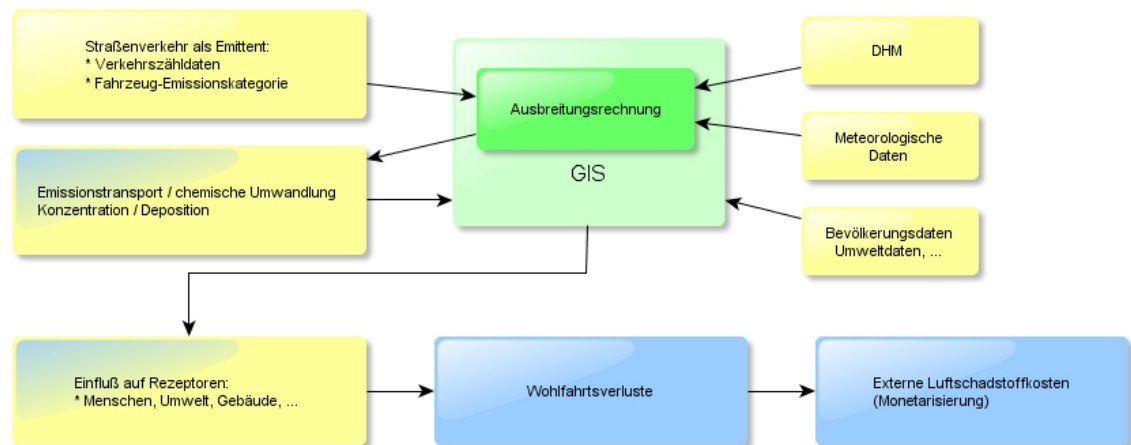 Straßenverkehr als Emittent:
* Verkehrszähldaten
* Fahrzeug-Emissionskategorie
DHM
Ausbreitungsrechnung
Meteorologische
Daten
GIS
Emissionstransport / chemische Umwandlung
Konzentration / Deposition
Bevölkerungsdaten
Umweltdaten, ...
Einfluß auf Rezeptoren:
* Menschen, Umwelt, Gebäude, ...
Wohlfahrtsverluste
Externe Luftschadstoffkosten
(Monetarisierung)